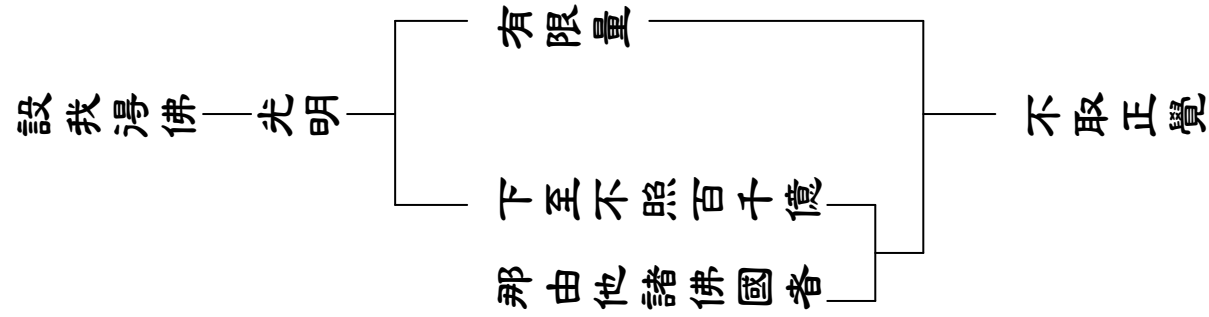 設我得佛
光明
有限量
下至不照百千億
那由他諸佛國者
不取正覺